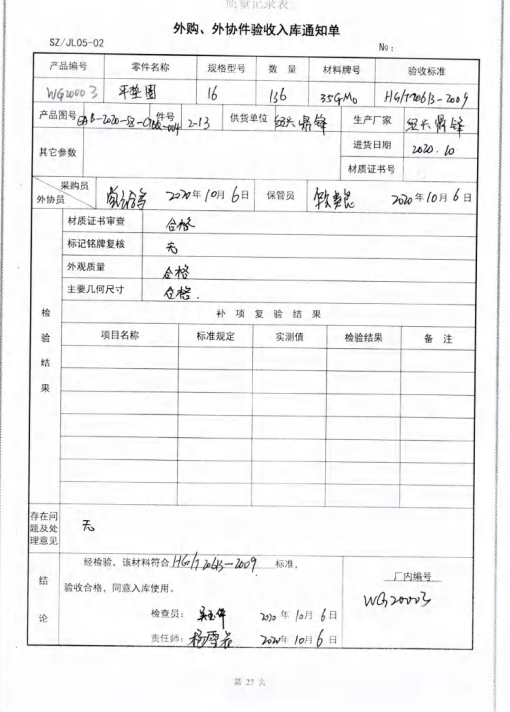 质量记录表
外购、外协件验收入库通知单
SZ/JL05-02
No:
产品编号 零件名称 规格型号 数量 材料牌号 验收标准
WG20003 平垫圈 16 136 35CrMo HG/T20613-2009
产品图号 件号 2-13 供货单位 绍兴鼎锋 生产厂家 绍兴鼎锋
其它参数 进货日期 2020.10
材质证书号
采购员
外协员 2020年10月6日 保管员 2020年10月6日
检验结果
材质证书审查 合格
标记铭牌复核 无
外观质量 合格
主要几何尺寸 合格.
补项复验结果
项目名称 标准规定 实测值 检验结果 备注
存在问题及处理意见 无
结论
经检验，该材料符合 HG/T20613-2009 标准，
验收合格，同意入库使用。
厂内编号
WG20003
检验员： 2020年10月6日
责任师：杨雪花 2020年10月6日
第 27 页